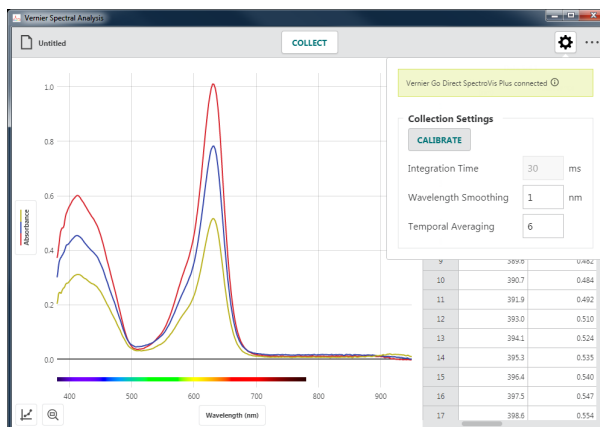 Vernier Spectral Analysis
Untitled
COLLECT
Vernier Go Direct SpectroVis Plus connected
Collection Settings
CALIBRATE
Integration Time 30 ms
Wavelength Smoothing 1 nm
Temporal Averaging 6
Absorbance
1.0
0.8
0.6
0.4
0.2
0.0
400 500 600 700 800 900
Wavelength (nm)
9 389.6 0.482
10 390.7 0.484
11 391.9 0.492
12 393.0 0.510
13 394.1 0.524
14 395.3 0.535
15 396.4 0.540
16 397.5 0.547
17 398.6 0.554